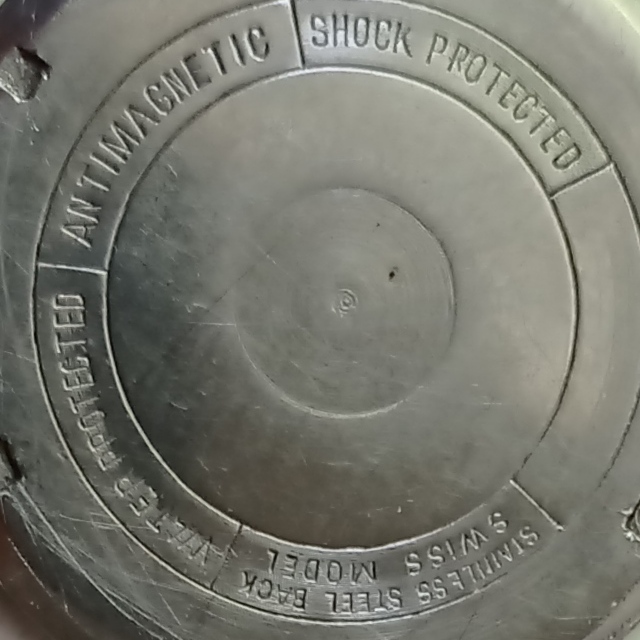 ANTIMAGNETIC
SHOCK PROTECTED
STAINLESS STEEL BACK
SWISS MODEL
WATER PROTECTED